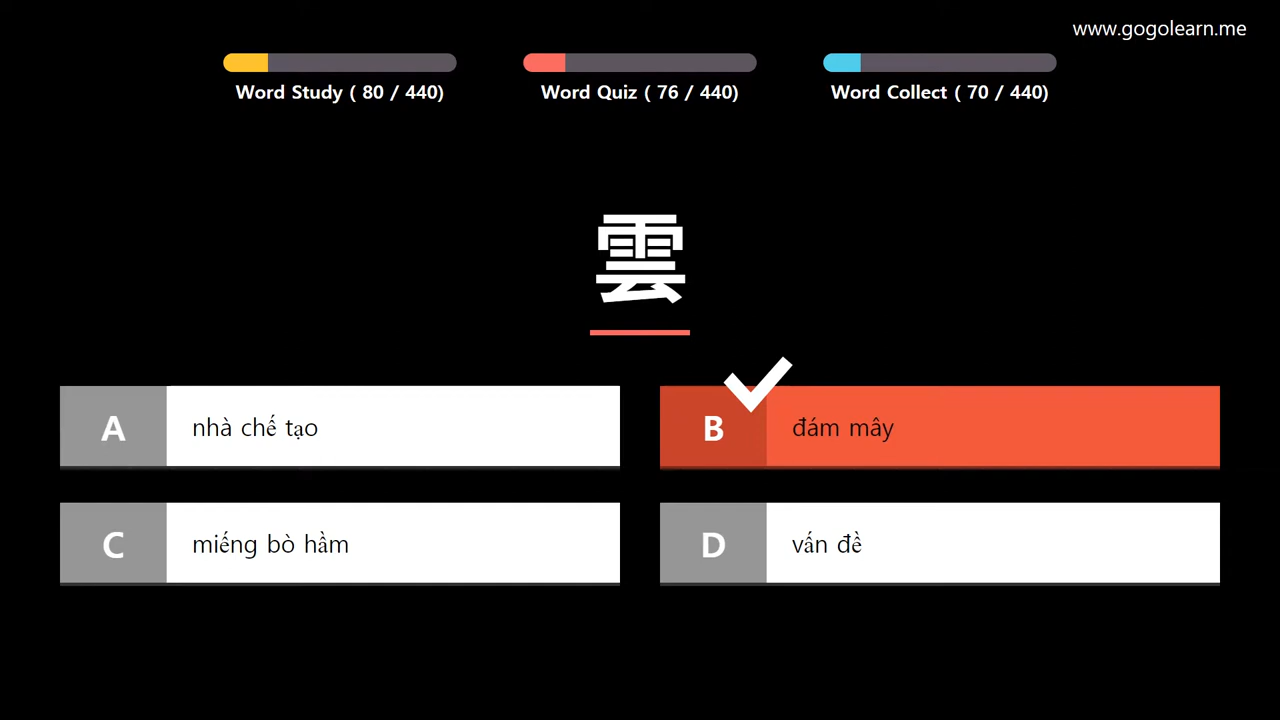 www.gogolearn.me
Word Study ( 80 / 440)
Word Quiz ( 76 / 440)
Word Collect ( 70 / 440)
雲
A nhà chế tạo
B đám mây
C miếng bò hầm
D vấn đề